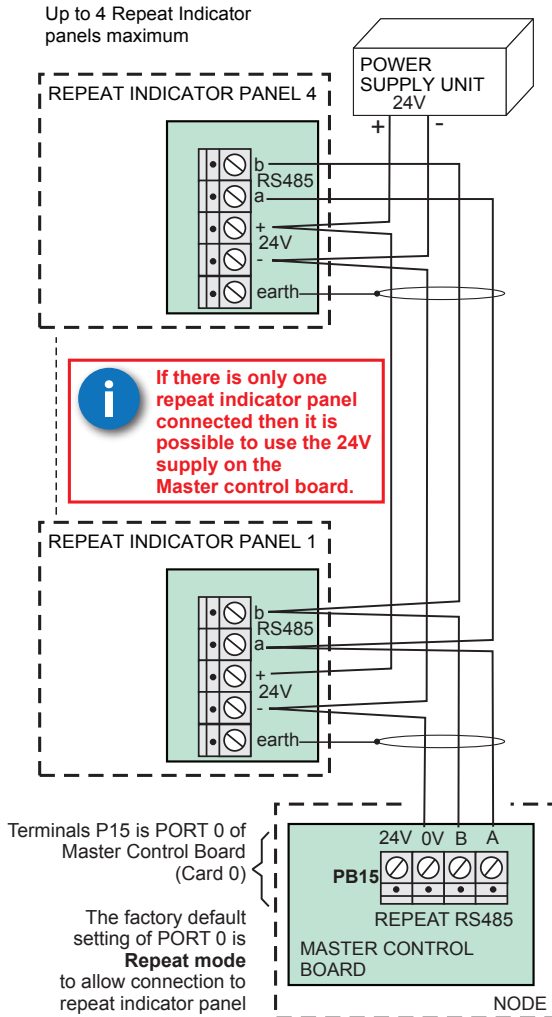 Up to 4 Repeat Indicator
panels maximum
POWER
SUPPLY UNIT
24V
+ -
REPEAT INDICATOR PANEL 4
b
RS485
a
+
24V
-
earth
i
If there is only one
repeat indicator panel
connected then it is
possible to use the 24V
supply on the
Master control board.
REPEAT INDICATOR PANEL 1
b
RS485
a
+
24V
-
earth
Terminals P15 is PORT 0 of
Master Control Board
(Card 0)
The factory default
setting of PORT 0 is
Repeat mode
to allow connection to
repeat indicator panel
24V 0V B A
PB15
REPEAT RS485
MASTER CONTROL
BOARD
NODE